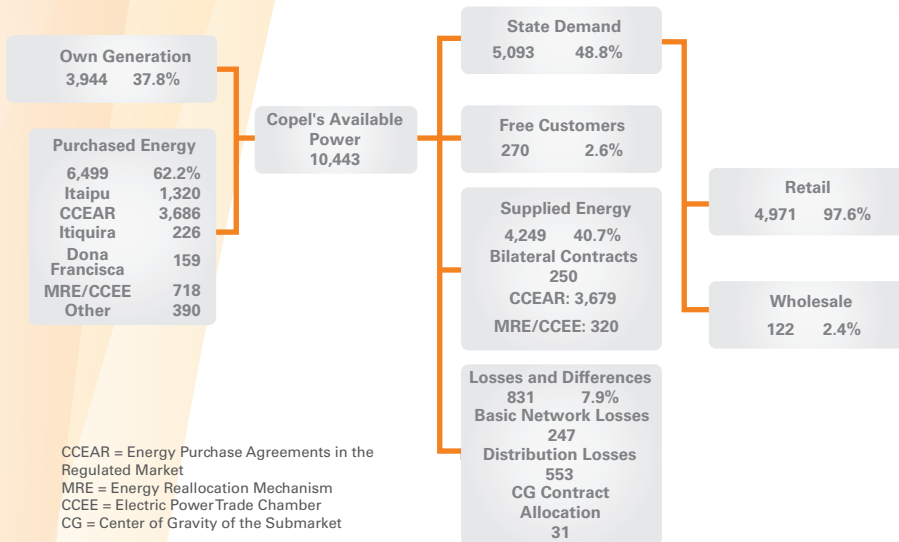 Own Generation
3,944 37.8%
Purchased Energy
6,499 62.2%
Itaipu 1,320
CCEAR 3,686
Itiquira 226
Dona
Francisca 159
MRE/CCEE 718
Other 390
Copel's Available
Power
10,443
State Demand
5,093 48.8%
Free Customers
270 2.6%
Supplied Energy
4,249 40.7%
Bilateral Contracts
250
CCEAR: 3,679
MRE/CCEE: 320
Losses and Differences
831 7.9%
Basic Network Losses
247
Distribution Losses
553
CG Contract
Allocation
31
Retail
4,971 97.6%
Wholesale
122 2.4%
CCEAR = Energy Purchase Agreements in the
Regulated Market
MRE = Energy Reallocation Mechanism
CCEE = Electric Power Trade Chamber
CG = Center of Gravity of the Submarket